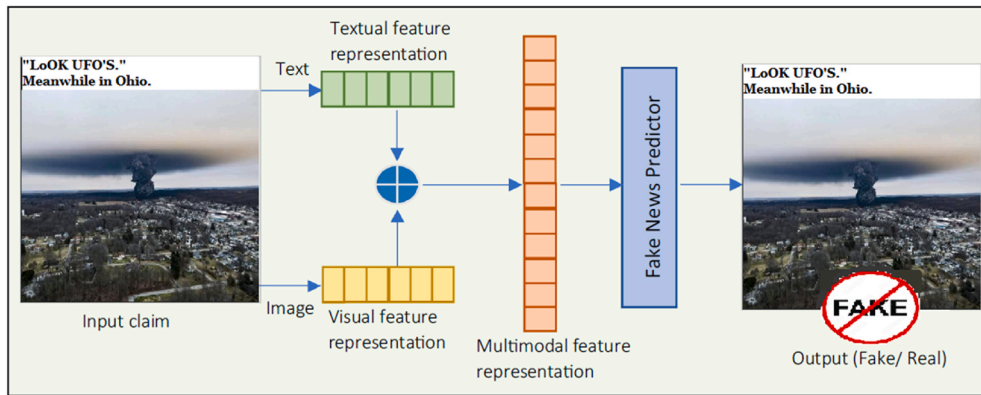 "LoOK UFO'S."
Meanwhile in Ohio.
Input claim
Text
Image
Textual feature
representation
Visual feature
representation
Multimodal feature
representation
Fake News Predictor
"LoOK UFO'S."
Meanwhile in Ohio.
FAKE
Output (Fake/ Real)